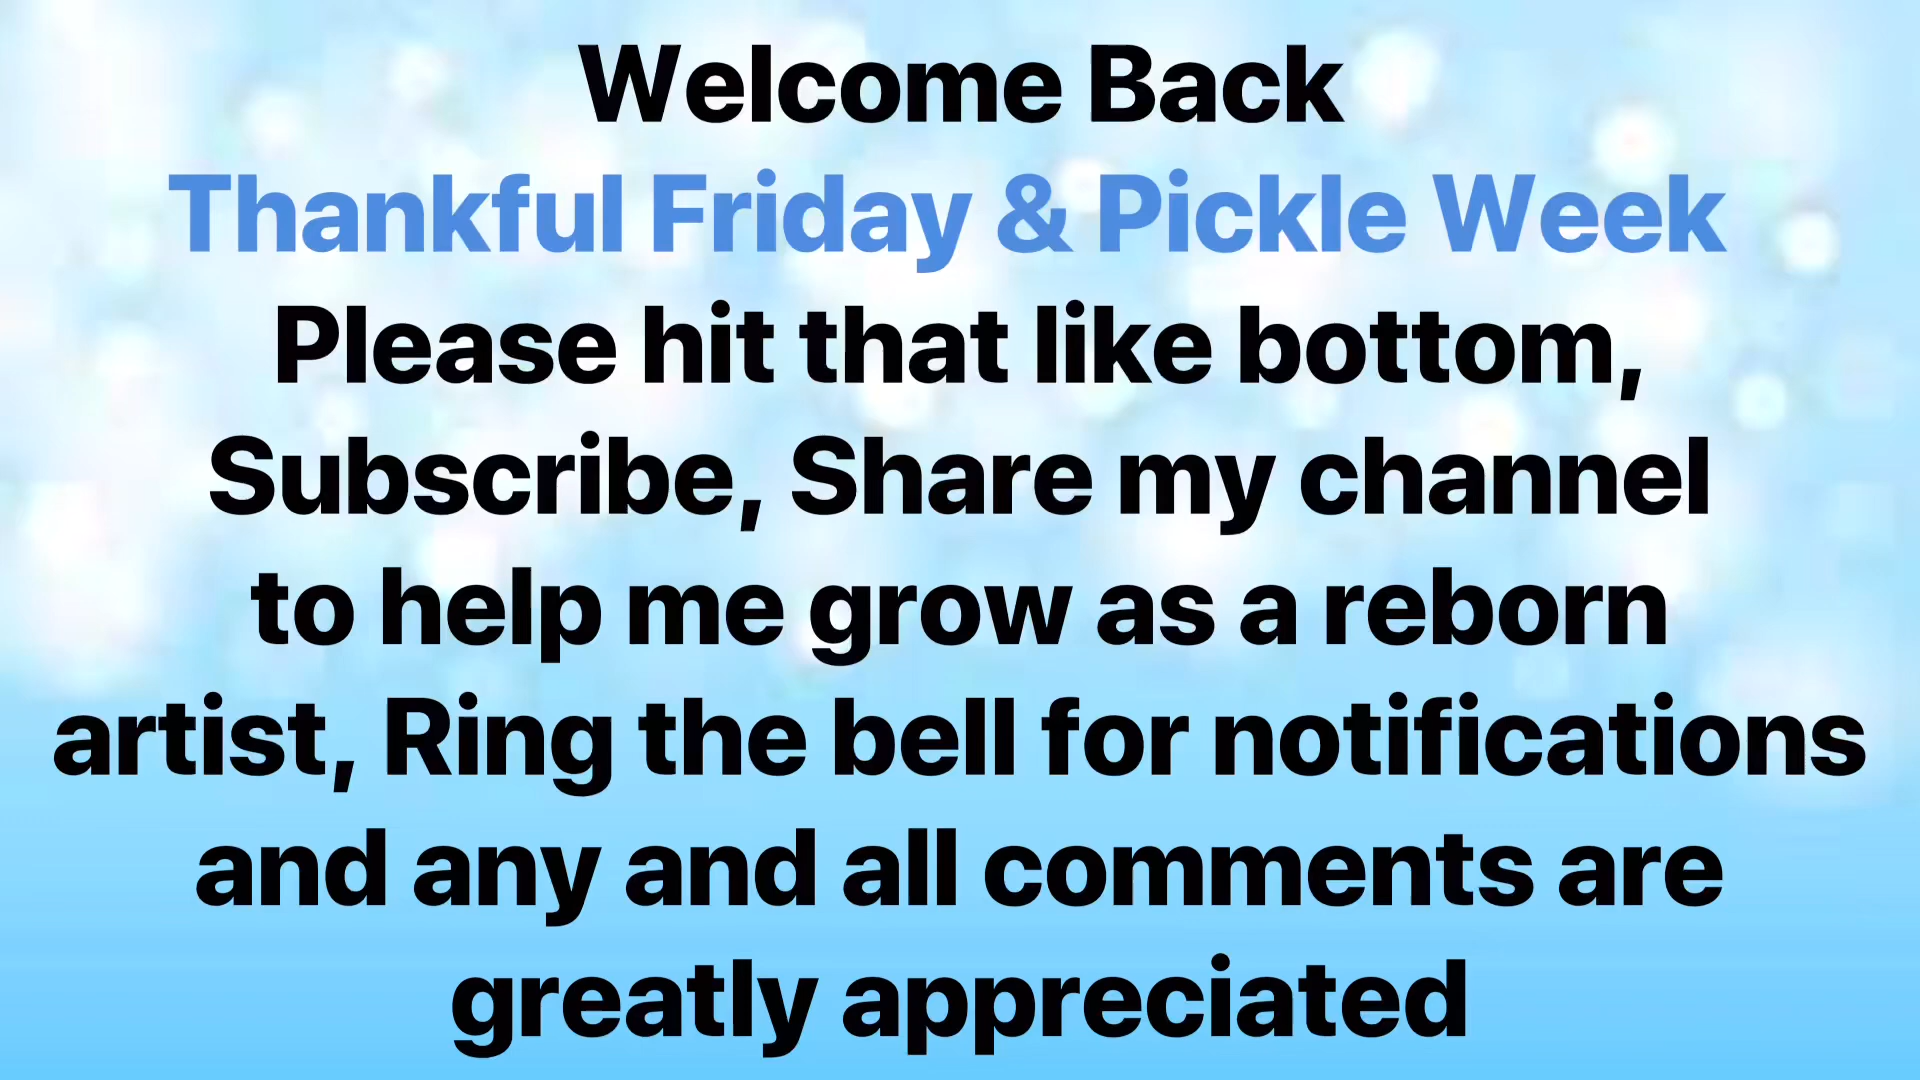 Welcome Back
Thankful Friday & Pickle Week
Please hit that like bottom,
Subscribe, Share my channel
to help me grow as a reborn
artist, Ring the bell for notifications
and any and all comments are
greatly appreciated